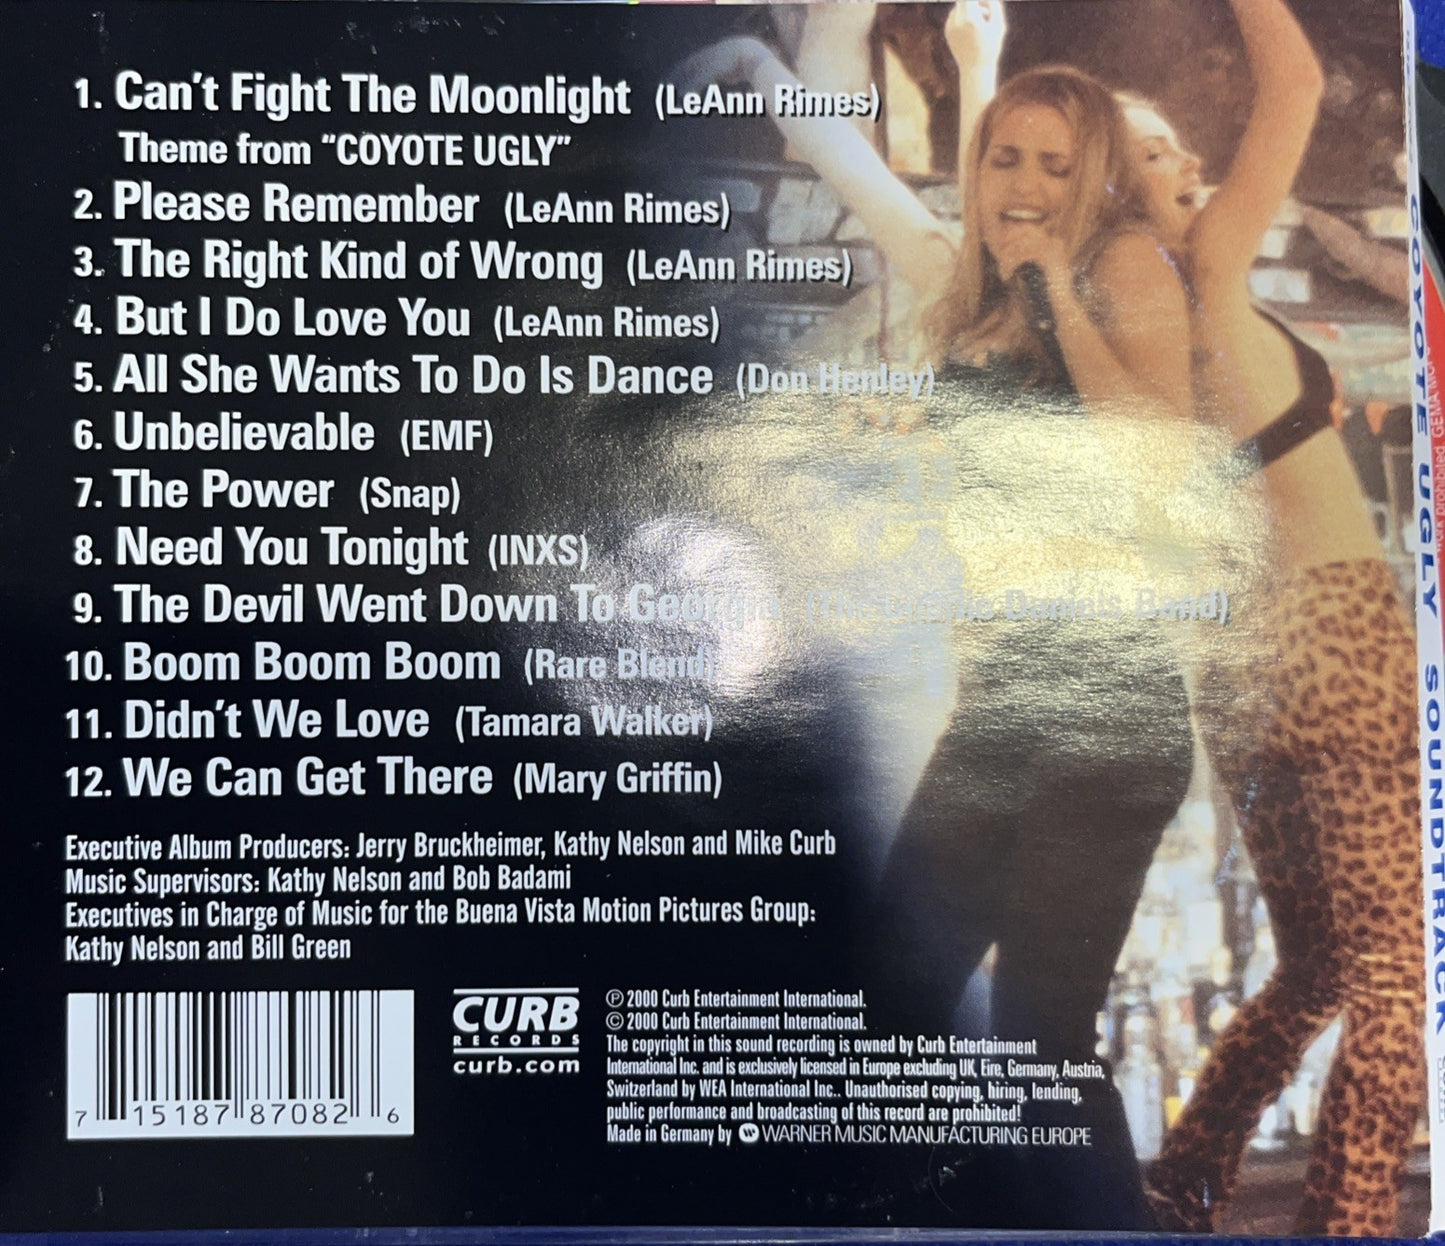 1. Can't Fight The Moonlight (LeAnn Rimes)
Theme from "COYOTE UGLY"
2. Please Remember (LeAnn Rimes)
3. The Right Kind of Wrong (LeAnn Rimes)
4. But I Do Love You (LeAnn Rimes)
5. All She Wants To Do Is Dance (Don Henley)
6. Unbelievable (EMF)
7. The Power (Snap)
8. Need You Tonight (INXS)
9. The Devil Went Down To Georgia (The Charlie Daniels Band)
10. Boom Boom Boom (Rare Blend)
11. Didn't We Love (Tamara Walker)
12. We Can Get There (Mary Griffin)
Executive Album Producers: Jerry Bruckheimer, Kathy Nelson and Mike Curb
Music Supervisors: Kathy Nelson and Bob Badami
Executives in Charge of Music for the Buena Vista Motion Pictures Group:
Kathy Nelson and Bill Green
7 15187 87082 6
CURB
RECORDS
curb.com
℗ 2000 Curb Entertainment International.
© 2000 Curb Entertainment International.
The copyright in this sound recording is owned by Curb Entertainment
International Inc. and is exclusively licensed in Europe excluding UK, Eire, Germany, Austria,
Switzerland by WEA International Inc.. Unauthorised copying, hiring, lending,
public performance and broadcasting of this record are prohibited!
Made in Germany by WARNER MUSIC MANUFACTURING EUROPE
COYOTE UGLY SOUNDTRACK
work prohibited. GEMA